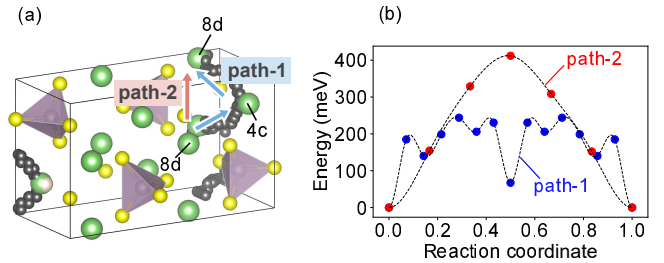 (a)
8d
path-1
path-2
4c
8d
(b)
Energy (meV)
400
300
200
100
0
path-2
path-1
0.0 0.2 0.4 0.6 0.8 1.0
Reaction coordinate